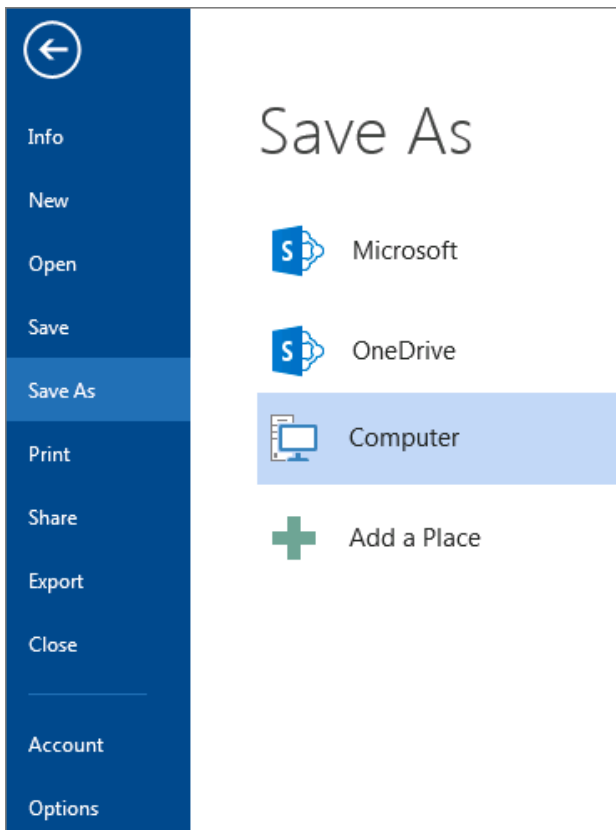 Info
New
Open
Save
Save As
Print
Share
Export
Close
Account
Options
Save As
S Microsoft
S OneDrive
Computer
Add a Place